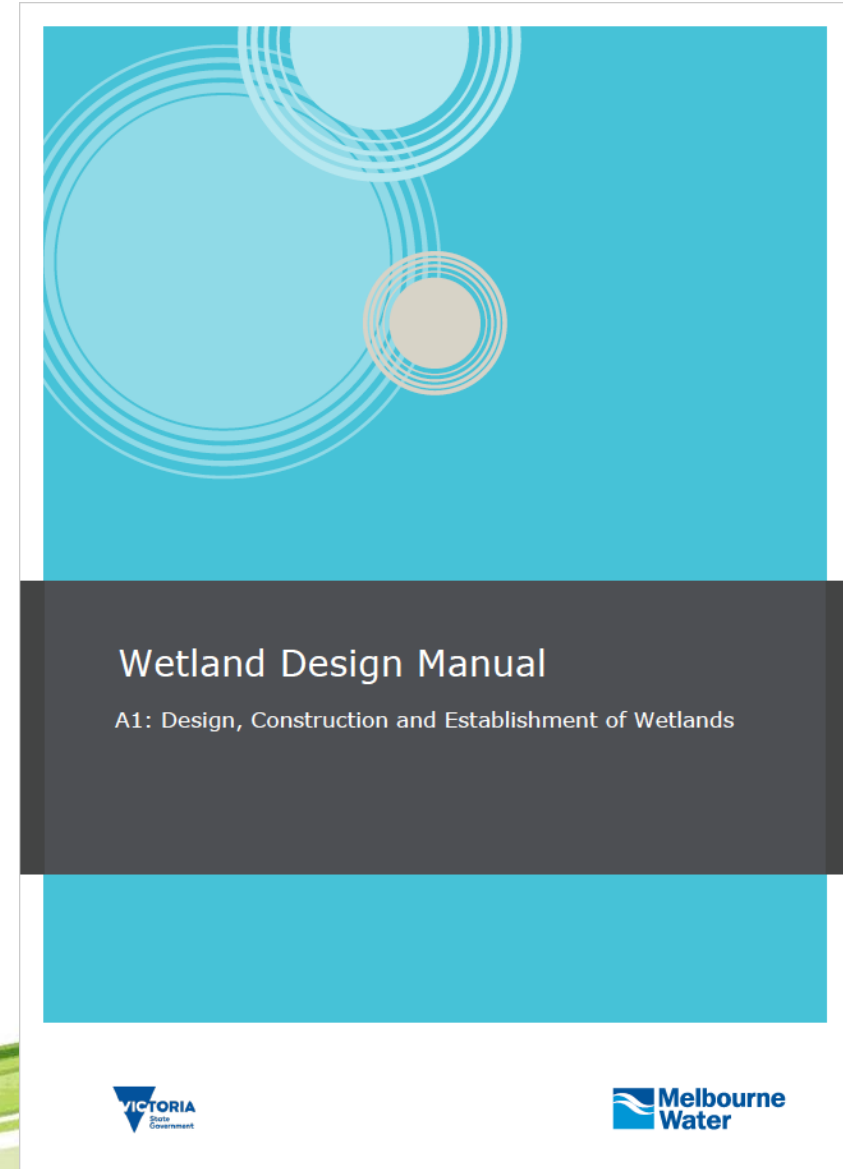 Wetland Design Manual
A1: Design, Construction and Establishment of Wetlands
VICTORIA
State
Government
Melbourne
Water